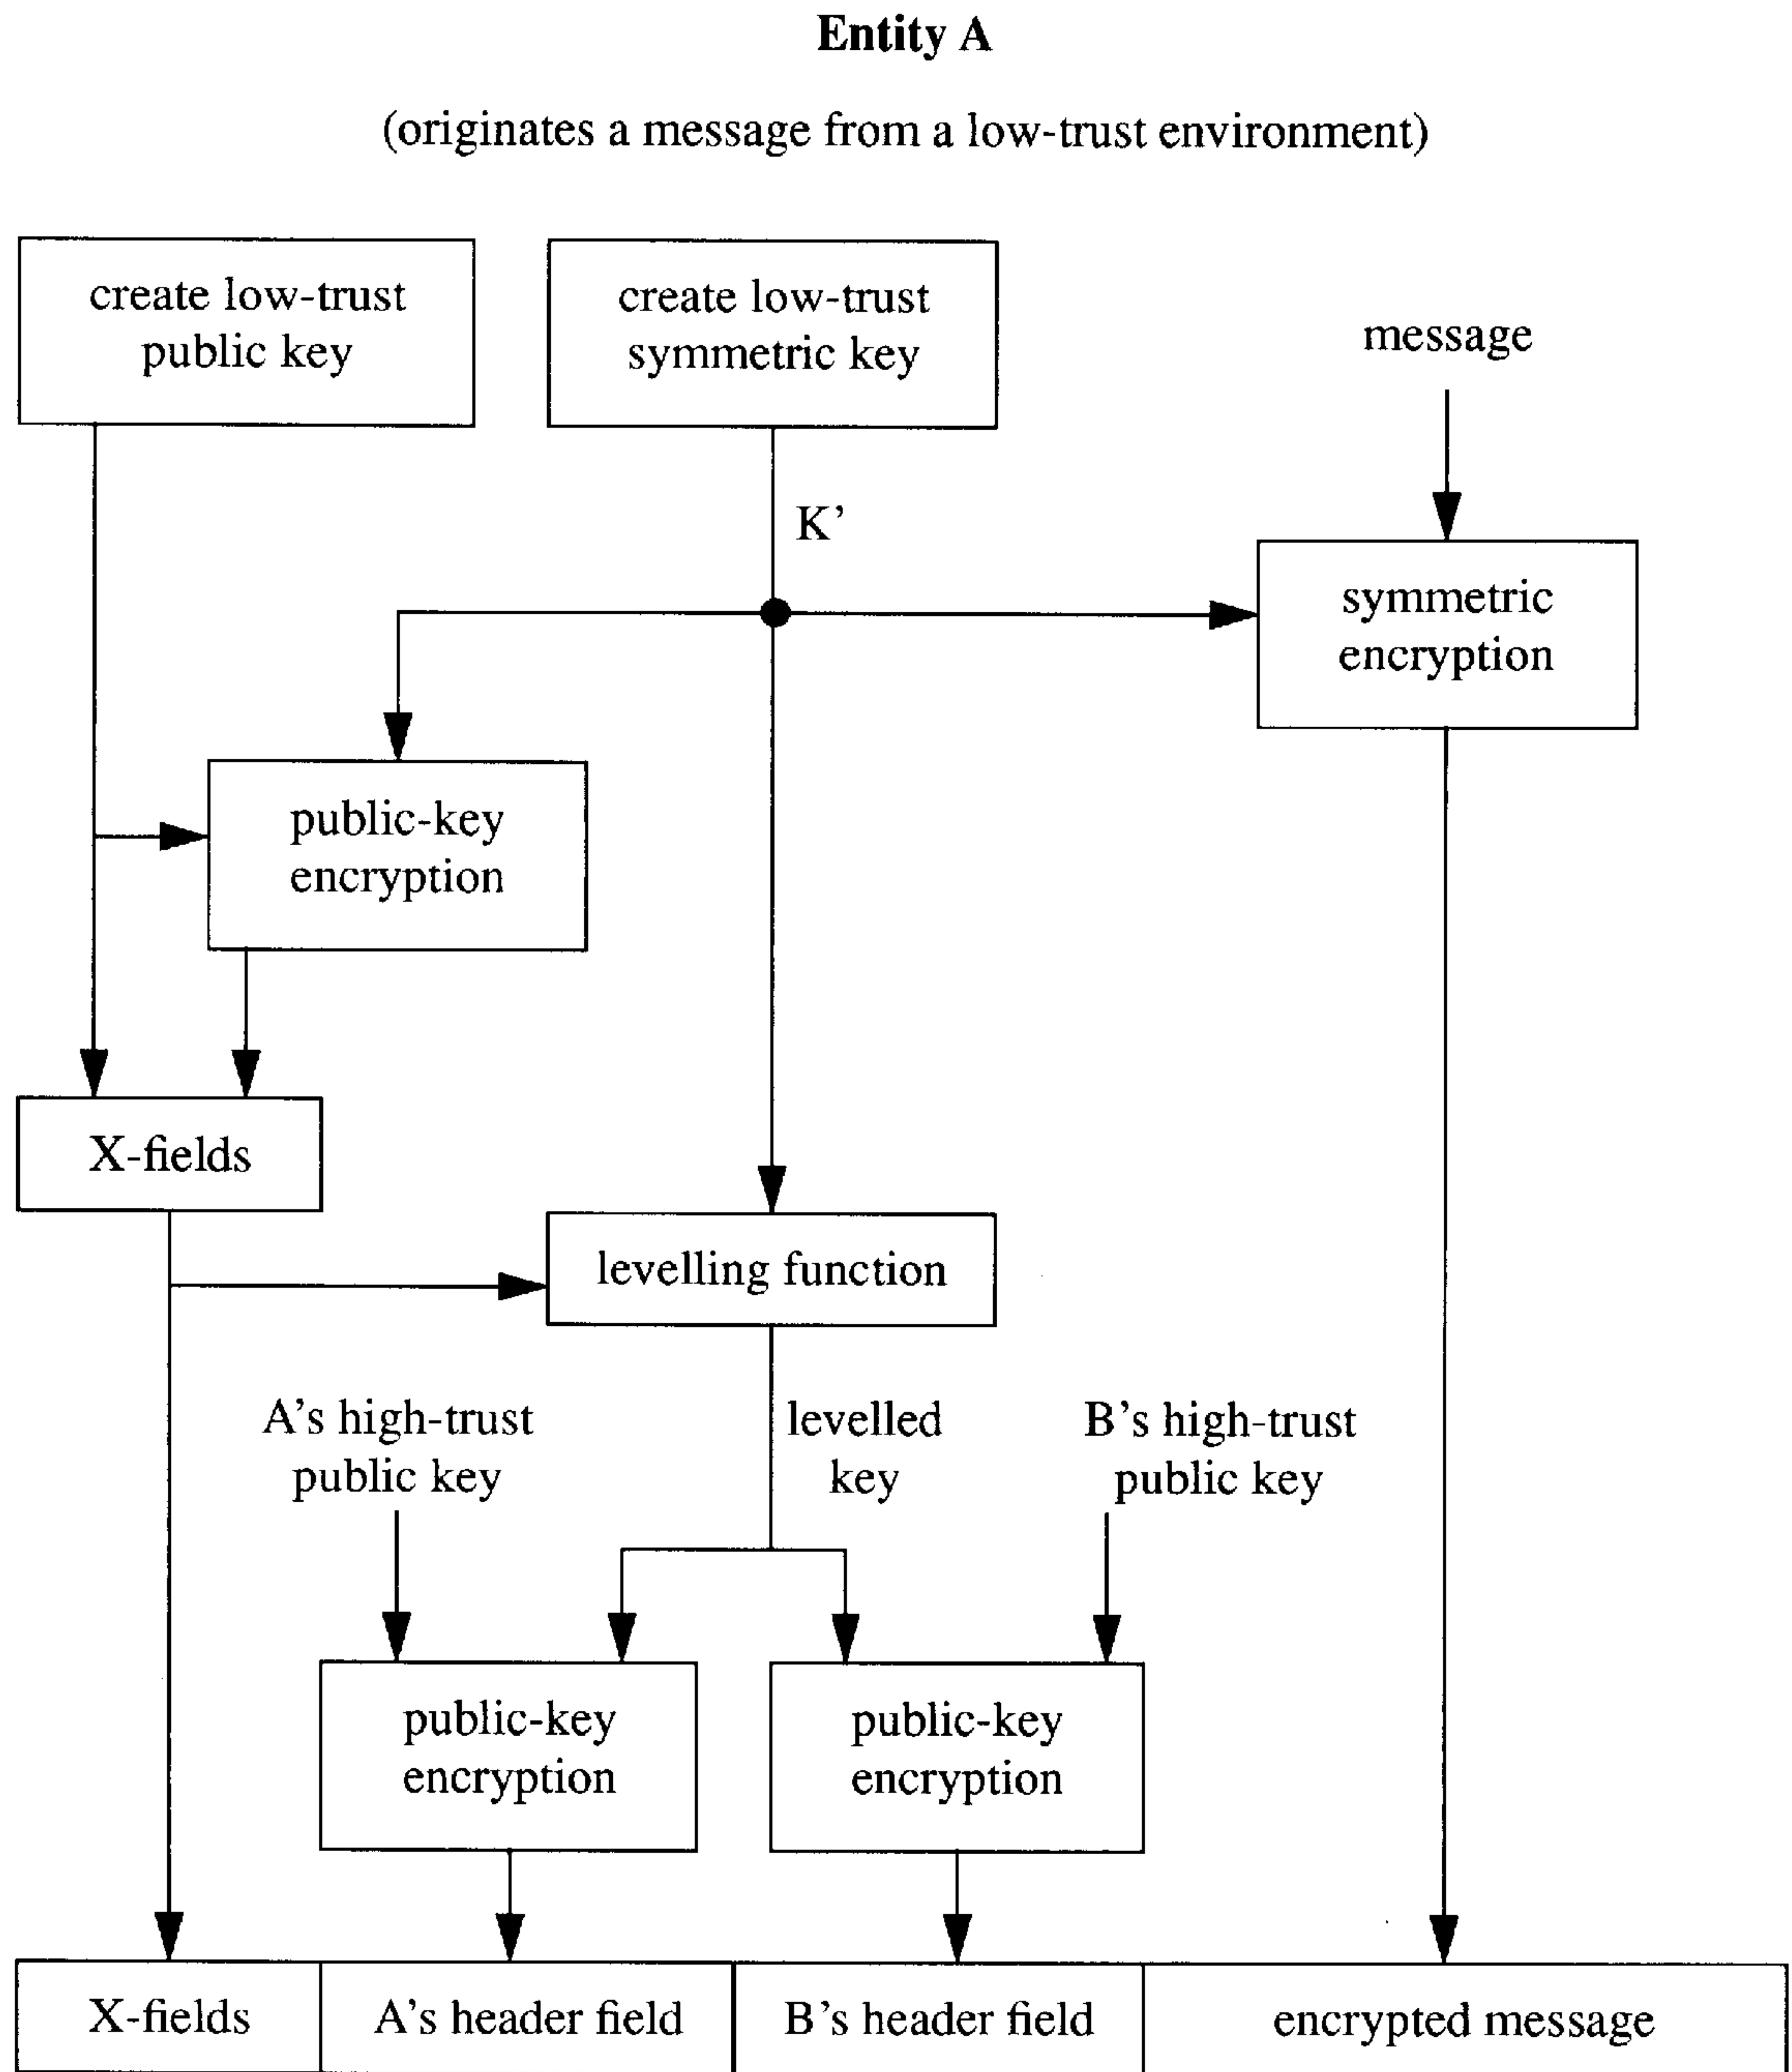 Entity A
(originates a message from a low-trust environment)
create low-trust
public key
create low-trust
symmetric key
message
K’
symmetric
encryption
public-key
encryption
X-fields
levelling function
A’s high-trust
public key
levelled
key
B’s high-trust
public key
public-key
encryption
public-key
encryption
X-fields
A’s header field
B’s header field
encrypted message